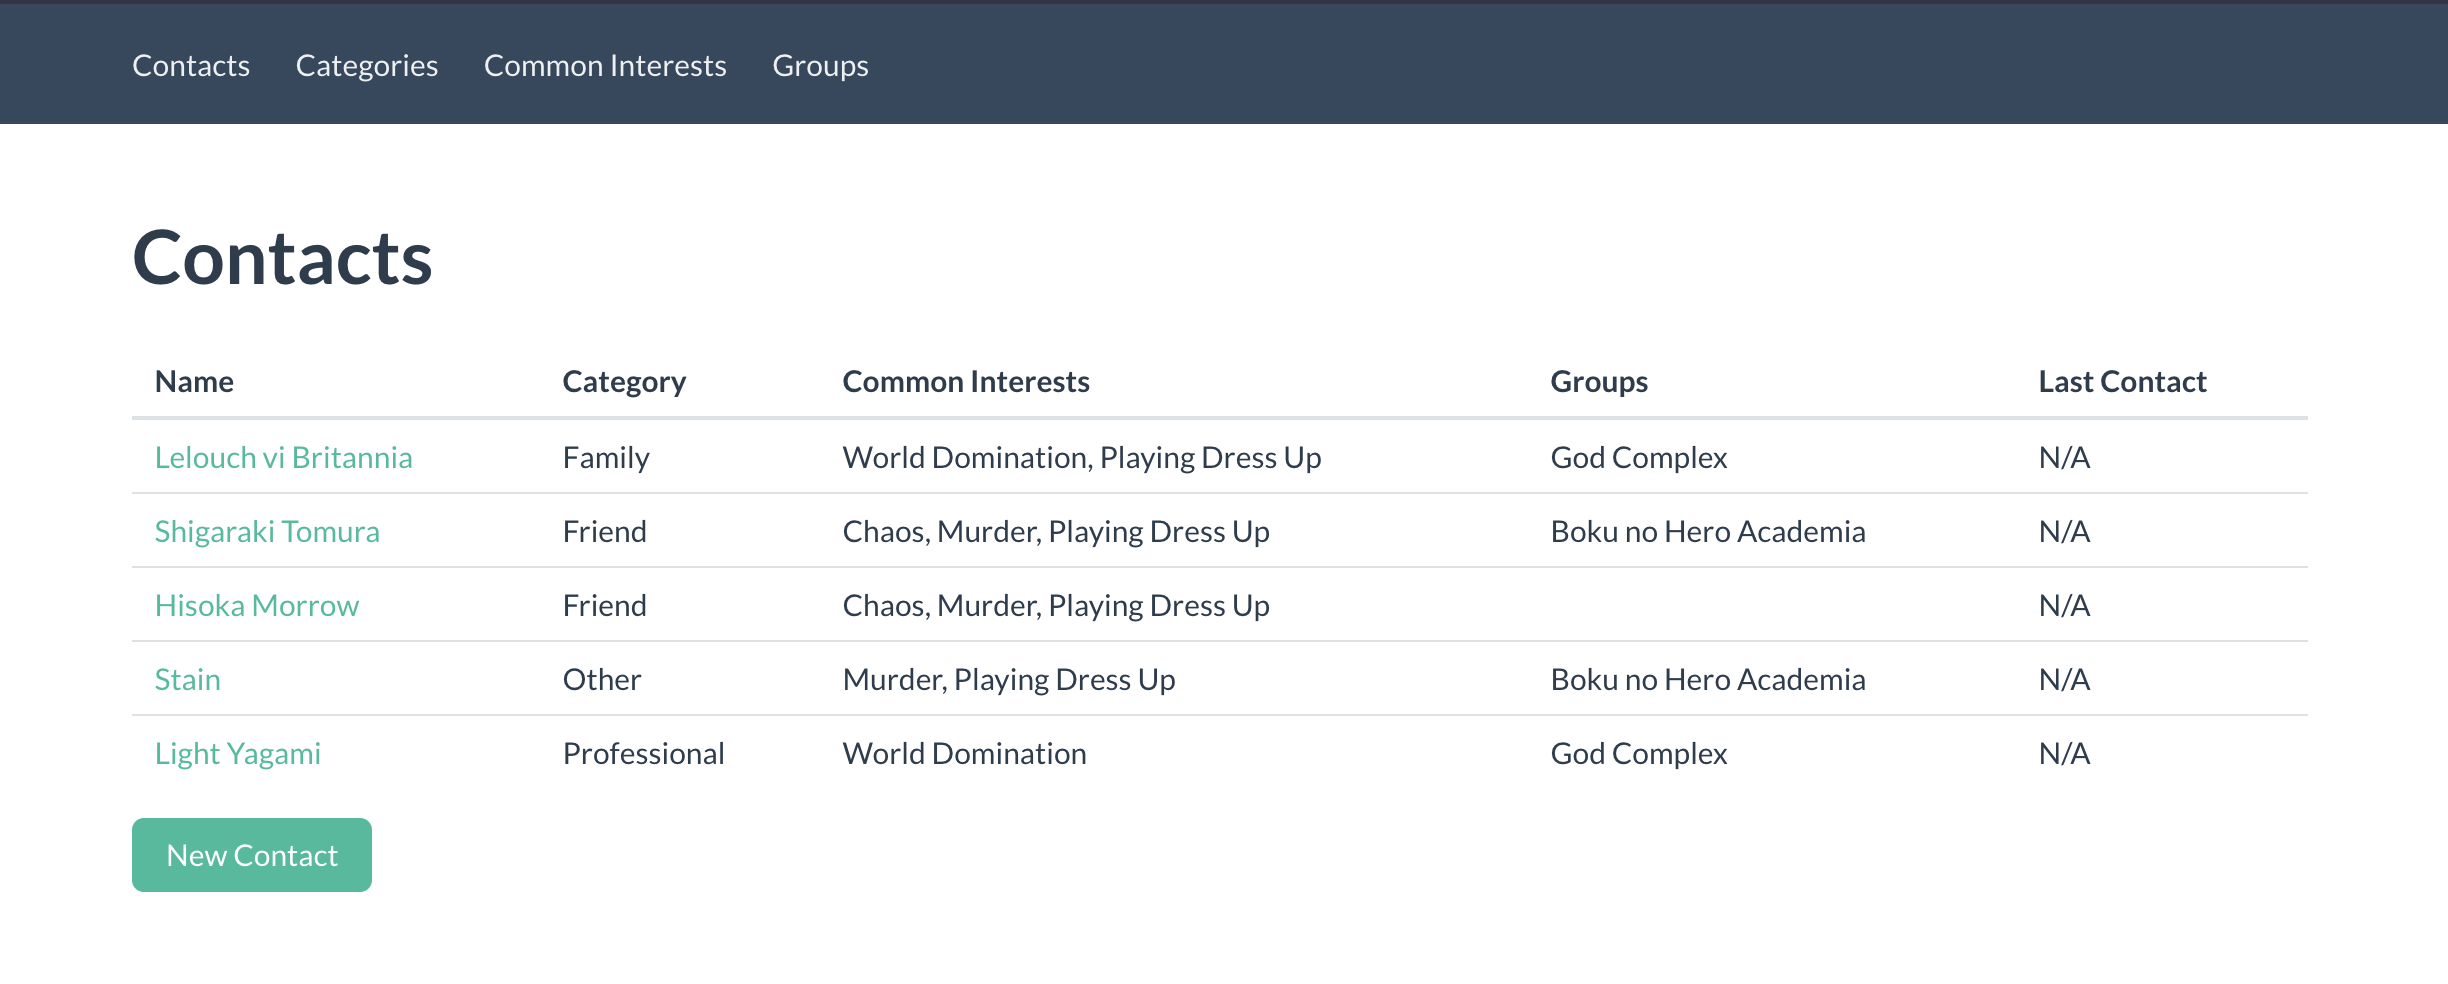 Contacts Categories Common Interests Groups
Contacts
Name Category Common Interests Groups Last Contact
Lelouch vi Britannia Family World Domination, Playing Dress Up God Complex N/A
Shigaraki Tomura Friend Chaos, Murder, Playing Dress Up Boku no Hero Academia N/A
Hisoka Morrow Friend Chaos, Murder, Playing Dress Up N/A
Stain Other Murder, Playing Dress Up Boku no Hero Academia N/A
Light Yagami Professional World Domination God Complex N/A
New Contact